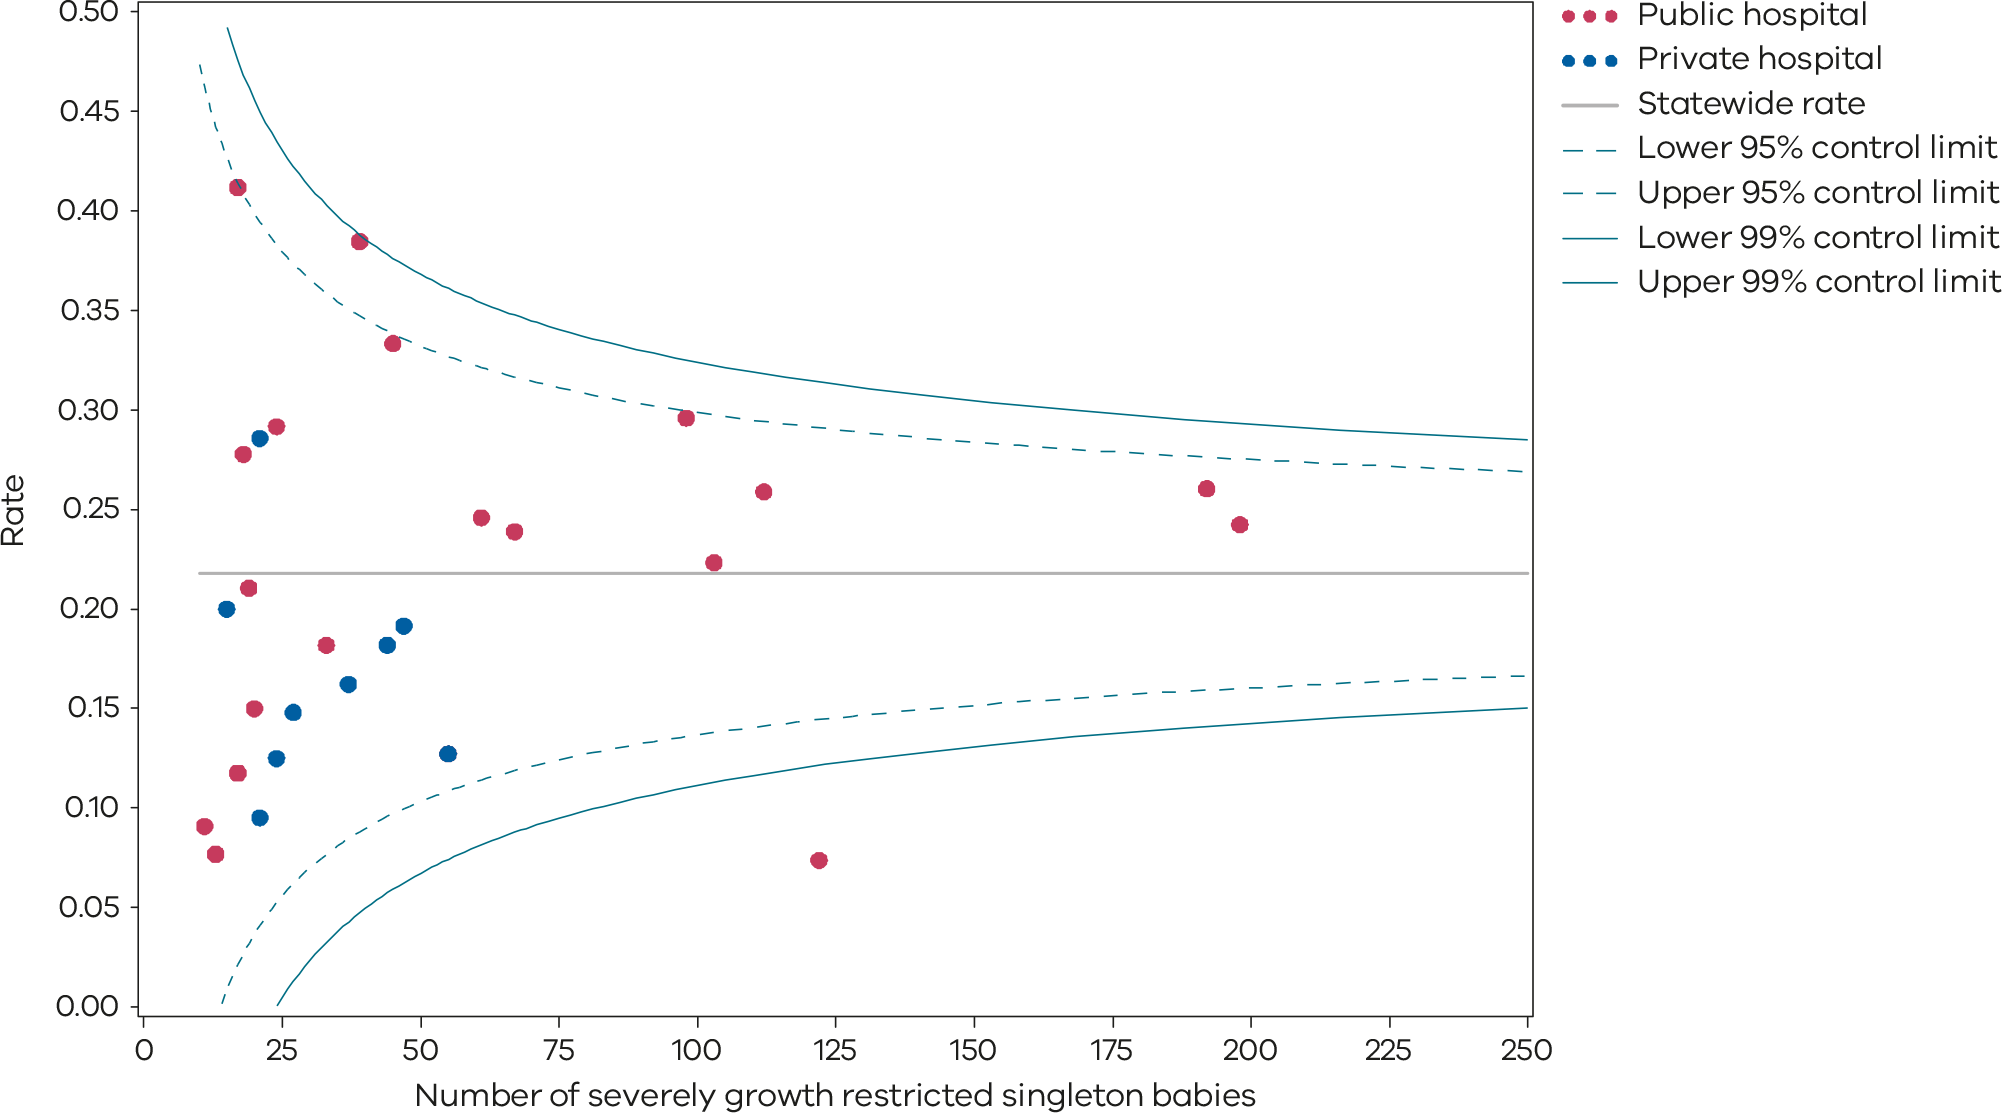 0.50
0.45
0.40
0.35
0.30
0.25
0.20
0.15
0.10
0.05
0.00
Rate
0 25 50 75 100 125 150 175 200 225 250
Number of severely growth restricted singleton babies
Public hospital
Private hospital
Statewide rate
Lower 95% control limit
Upper 95% control limit
Lower 99% control limit
Upper 99% control limit